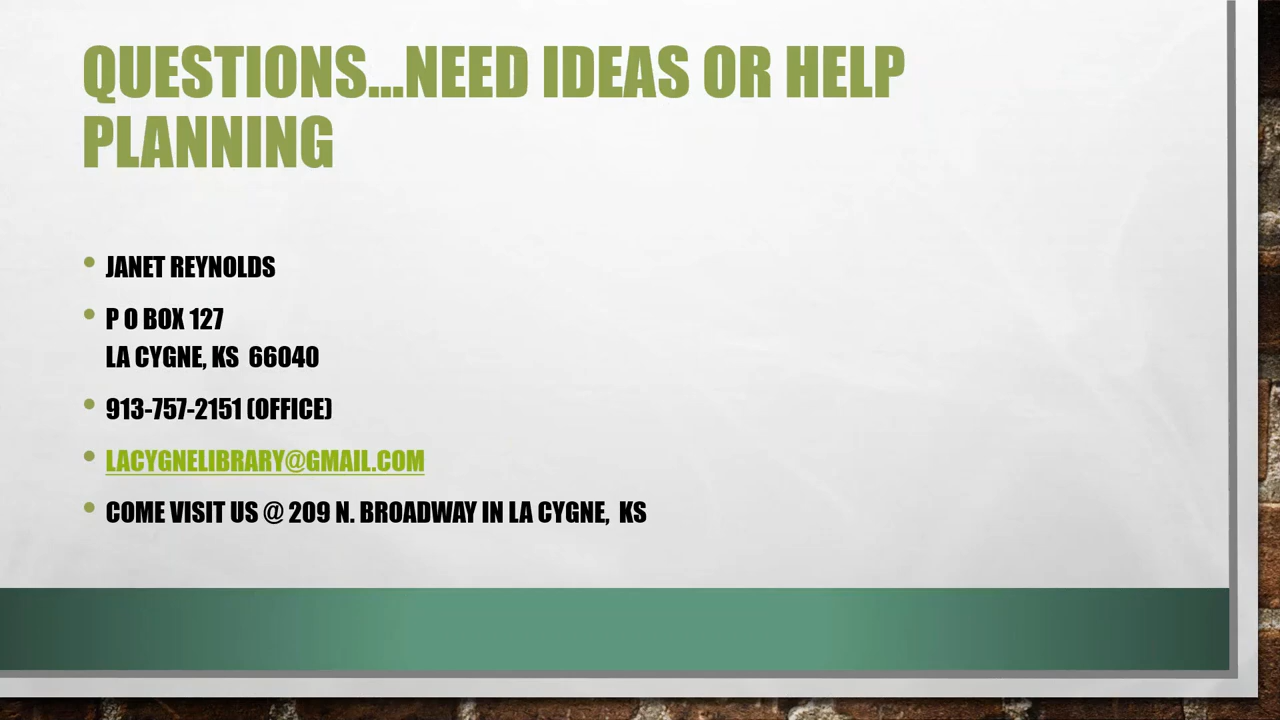 QUESTIONS...NEED IDEAS OR HELP
PLANNING
• JANET REYNOLDS
• P O BOX 127
LA CYGNE, KS  66040
• 913-757-2151 (OFFICE)
• LACYGNELIBRARY@GMAIL.COM
• COME VISIT US @ 209 N. BROADWAY IN LA CYGNE,  KS